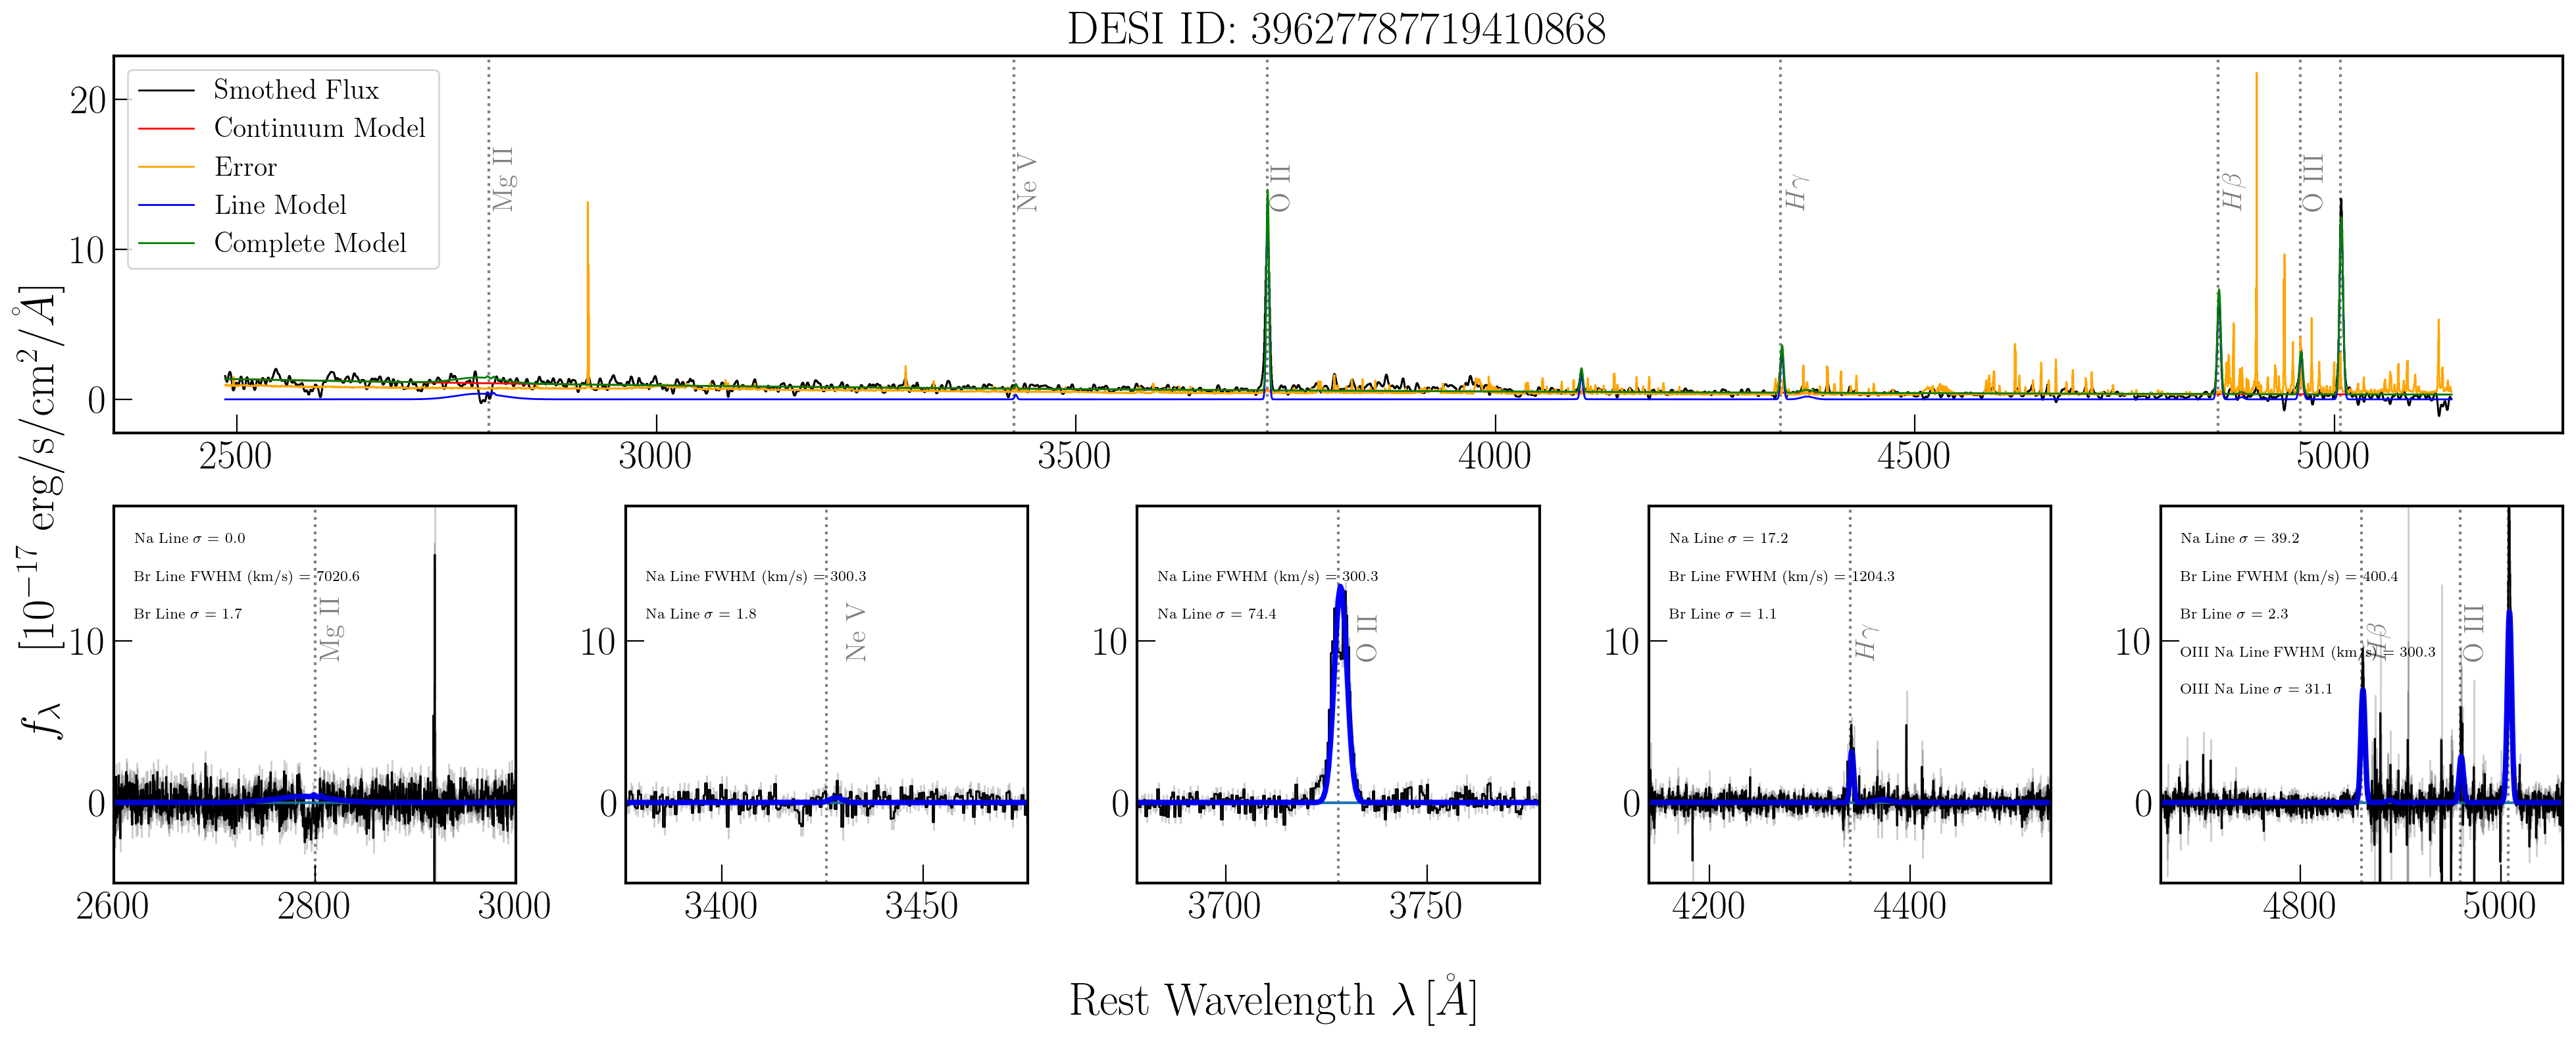 DESI ID: 39627787719410868
Smothed Flux
Continuum Model
Error
Line Model
Complete Model
Mg II
Ne V
O II
Hγ
Hβ
O III
20
10
0
2500 3000 3500 4000 4500 5000
fλ [10⁻¹⁷ erg/s/cm²/Å]
Na Line σ = 0.0
Br Line FWHM (km/s) = 7020.6
Br Line σ = 1.7
Mg II
10
0
2600 2800 3000
Na Line FWHM (km/s) = 300.3
Na Line σ = 1.8
Ne V
10
0
3400 3450
Na Line FWHM (km/s) = 300.3
Na Line σ = 74.4
O II
10
0
3700 3750
Na Line σ = 17.2
Br Line FWHM (km/s) = 1204.3
Br Line σ = 1.1
Hγ
10
0
4200 4400
Na Line σ = 39.2
Br Line FWHM (km/s) = 400.4
Br Line σ = 2.3
OIII Na Line FWHM (km/s) = 300.3
OIII Na Line σ = 31.1
Hβ
O III
10
0
4800 5000
Rest Wavelength λ [Å]